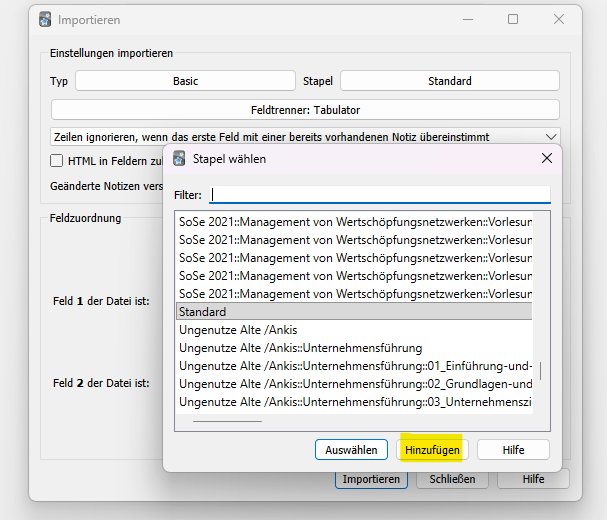 Importieren
Einstellungen importieren
Typ Basic Stapel Standard
Feldtrenner: Tabulator
Zeilen ignorieren, wenn das erste Feld mit einer bereits vorhandenen Notiz übereinstimmt
HTML in Feldern zul
Geänderte Notizen vers
Feldzuordnung
Feld 1 der Datei ist:
Feld 2 der Datei ist:
Stapel wählen
Filter:
SoSe 2021::Management von Wertschöpfungsnetzwerken::Vorlesun
SoSe 2021::Management von Wertschöpfungsnetzwerken::Vorlesun
SoSe 2021::Management von Wertschöpfungsnetzwerken::Vorlesun
SoSe 2021::Management von Wertschöpfungsnetzwerken::Vorlesun
SoSe 2021::Management von Wertschöpfungsnetzwerken::Vorlesun
Standard
Ungenutze Alte /Ankis
Ungenutze Alte /Ankis::Unternehmensführung
Ungenutze Alte /Ankis::Unternehmensführung::01_Einführung-und-
Ungenutze Alte /Ankis::Unternehmensführung::02_Grundlagen-und
Ungenutze Alte /Ankis::Unternehmensführung::03_Unternehmenszi
Auswählen Hinzufügen Hilfe
Importieren Schließen Hilfe